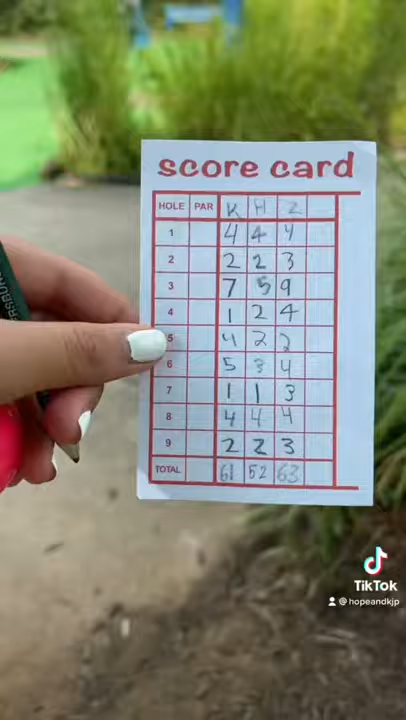 score card
HOLE PAR K H Z
1 4 4 4
2 2 2 3
3 7 5 9
4 1 2 4
5 4 2 2
6 5 3 4
7 1 1 3
8 4 4 4
9 2 2 3
TOTAL 61 52 63
TikTok
@hopeandkjp